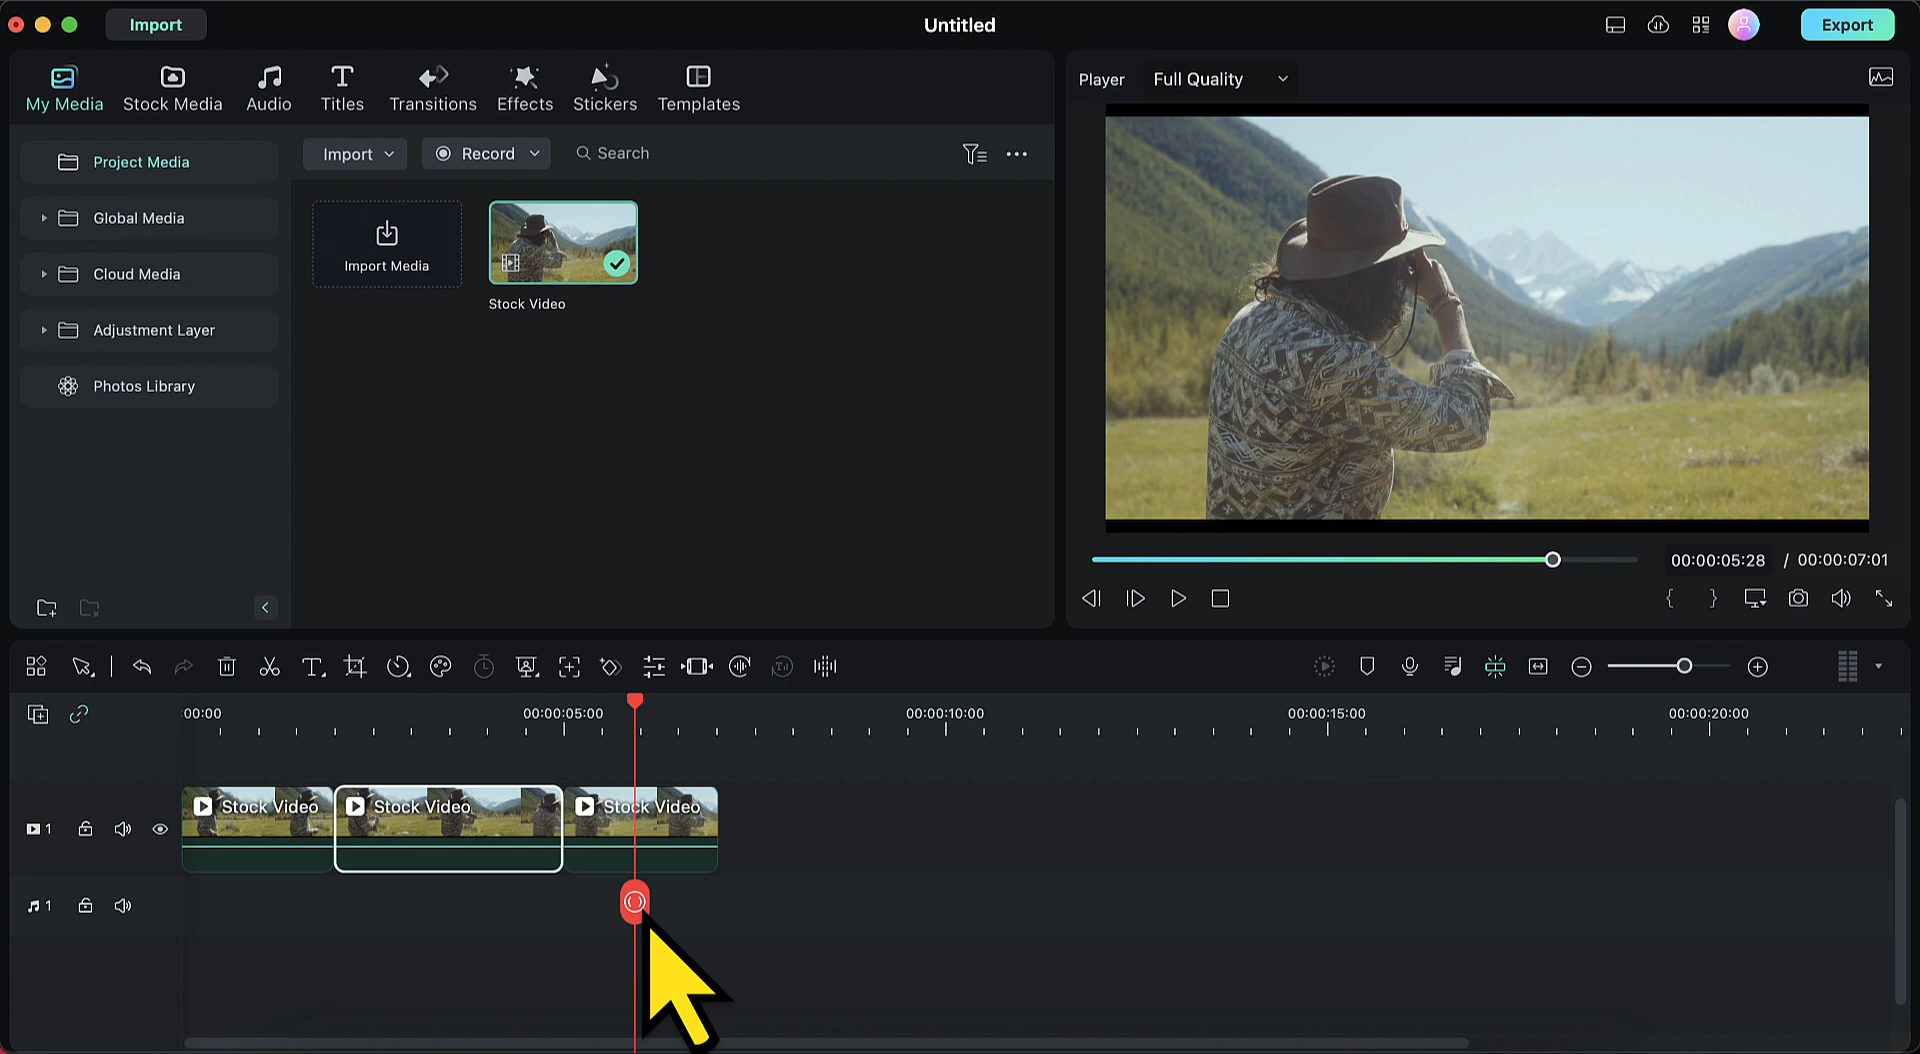 Import
Untitled
Export
My Media
Stock Media
Audio
Titles
Transitions
Effects
Stickers
Templates
Player
Full Quality
Project Media
Global Media
Cloud Media
Adjustment Layer
Photos Library
Import
Record
Search
Import Media
Stock Video
00:00:05:28 / 00:00:07:01
:00:00
00:00:05:00
00:00:10:00
00:00:15:00
00:00:20:00
Stock Video
Stock Video
Stock Video
1
1